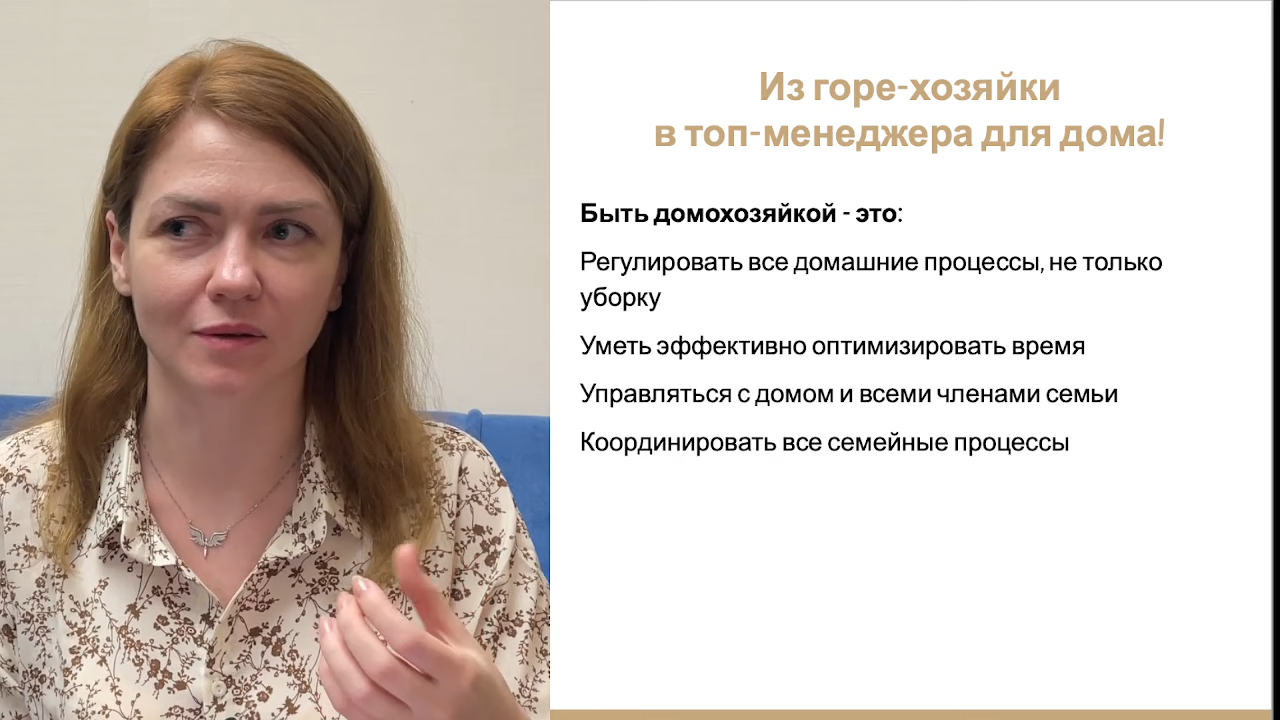 Из горе-хозяйки
в топ-менеджера для дома!
Быть домохозяйкой - это:
Регулировать все домашние процессы, не только
уборку
Уметь эффективно оптимизировать время
Управляться с домом и всеми членами семьи
Координировать все семейные процессы